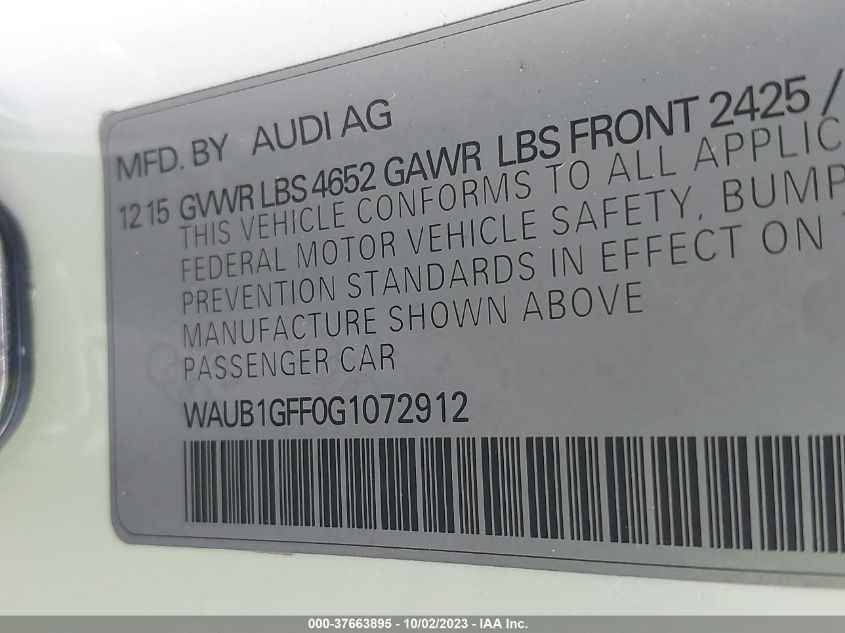 MFD. BY AUDI AG
12 15 GVWR LBS 4652 GAWR LBS FRONT 2425 /
THIS VEHICLE CONFORMS TO ALL APPLIC
FEDERAL MOTOR VEHICLE SAFETY, BUMP
PREVENTION STANDARDS IN EFFECT ON
MANUFACTURE SHOWN ABOVE
PASSENGER CAR
WAUB1GFF0G1072912
000-37663895 - 10/02/2023 - IAA Inc.